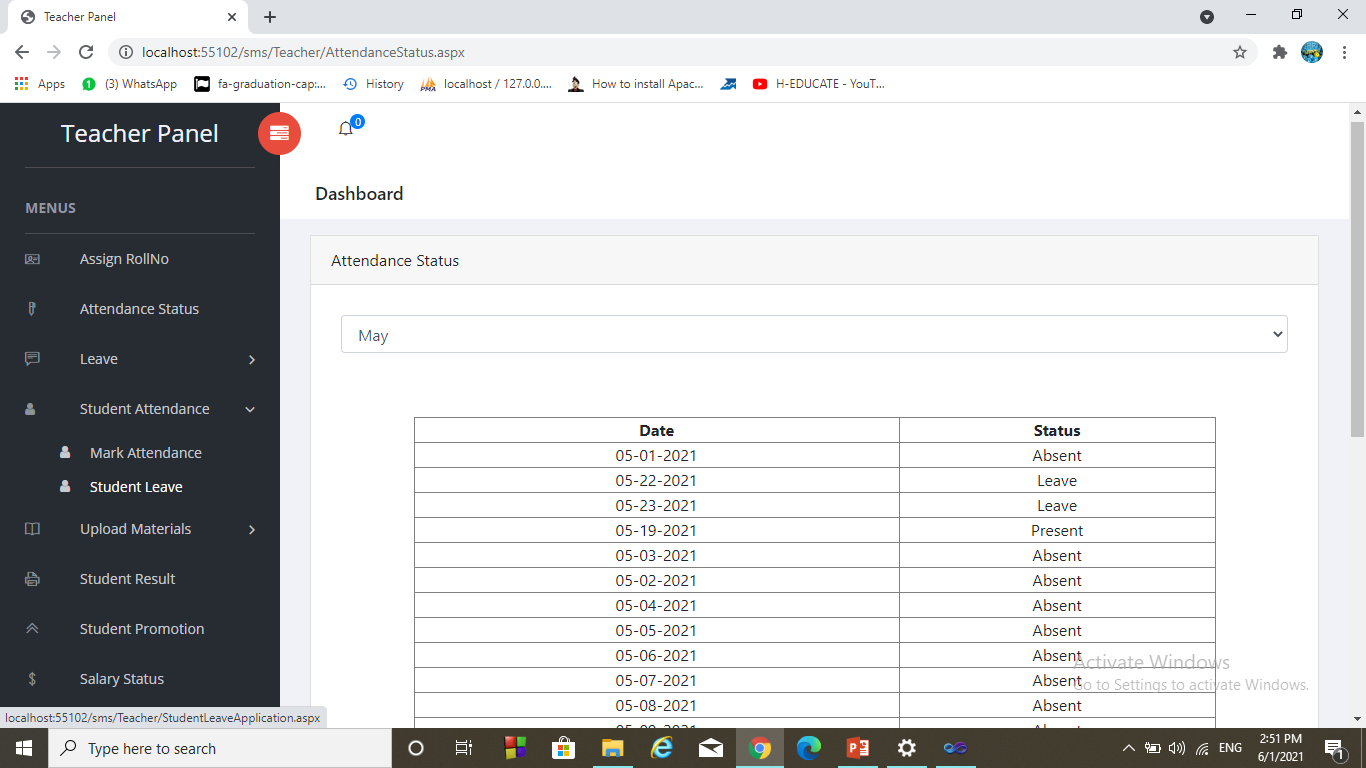 Teacher Panel
localhost:55102/sms/Teacher/AttendanceStatus.aspx
Apps
1 (3) WhatsApp
fa-graduation-cap:...
History
PMA localhost / 127.0.0....
How to install Apac...
H-EDUCATE - YouT...
Teacher Panel
0
Dashboard
MENUS
Assign RollNo
Attendance Status
Leave
Student Attendance
Mark Attendance
Student Leave
Upload Materials
Student Result
Student Promotion
$ Salary Status
Attendance Status
May
Date Status
05-01-2021 Absent
05-22-2021 Leave
05-23-2021 Leave
05-19-2021 Present
05-03-2021 Absent
05-02-2021 Absent
05-04-2021 Absent
05-05-2021 Absent
05-06-2021 Absent
05-07-2021 Absent
05-08-2021 Absent
Activate Windows
Go to Settings to activate Windows.
localhost:55102/sms/Teacher/StudentLeaveApplication.aspx
Type here to search
ENG
2:51 PM
6/1/2021
1